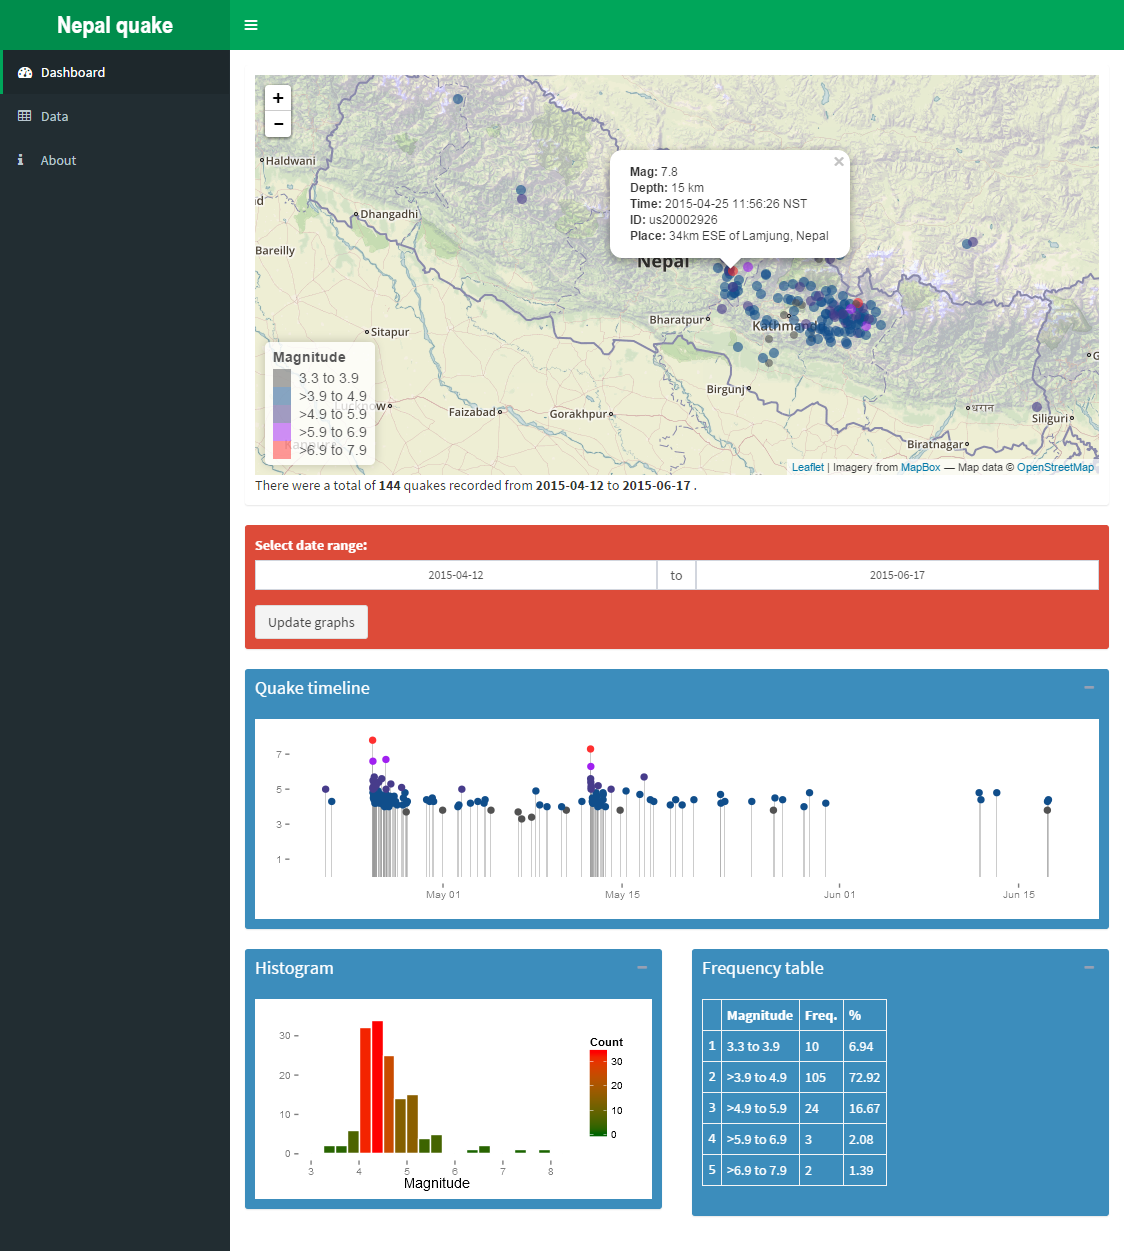 Nepal quake
Dashboard
Data
About
+
−
Haldwani
Dhangadhi
Bareilly
Sitapur
Faizabad
Gorakhpur
Nepal
Bharatpur
Kathmandu
Birgunj
धरान
Siliguri
Biratnagar
×
Mag: 7.8
Depth: 15 km
Time: 2015-04-25 11:56:26 NST
ID: us20002926
Place: 34km ESE of Lamjung, Nepal
Magnitude
3.3 to 3.9
>3.9 to 4.9
Lucknow
>4.9 to 5.9
>5.9 to 6.9
>6.9 to 7.9
Leaflet | Imagery from MapBox — Map data © OpenStreetMap
There were a total of 144 quakes recorded from 2015-04-12 to 2015-06-17 .
Select date range:
2015-04-12 to 2015-06-17
Update graphs
Quake timeline
7
5
3
1
May 01 May 15 Jun 01 Jun 15
Histogram
30
20
10
0
3 4 5 6 7 8
Magnitude
Count
30
20
10
0
Frequency table
Magnitude Freq. %
1 3.3 to 3.9 10 6.94
2 >3.9 to 4.9 105 72.92
3 >4.9 to 5.9 24 16.67
4 >5.9 to 6.9 3 2.08
5 >6.9 to 7.9 2 1.39